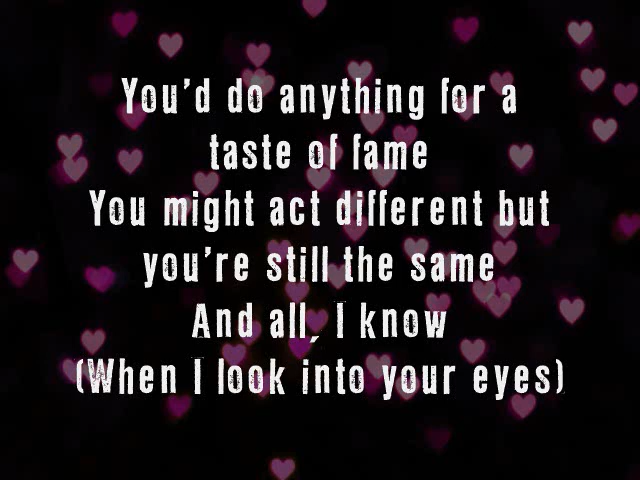 You'd do anything for a
taste of fame
You might act different but
you're still the same
And all, I know
(When I look into your eyes)